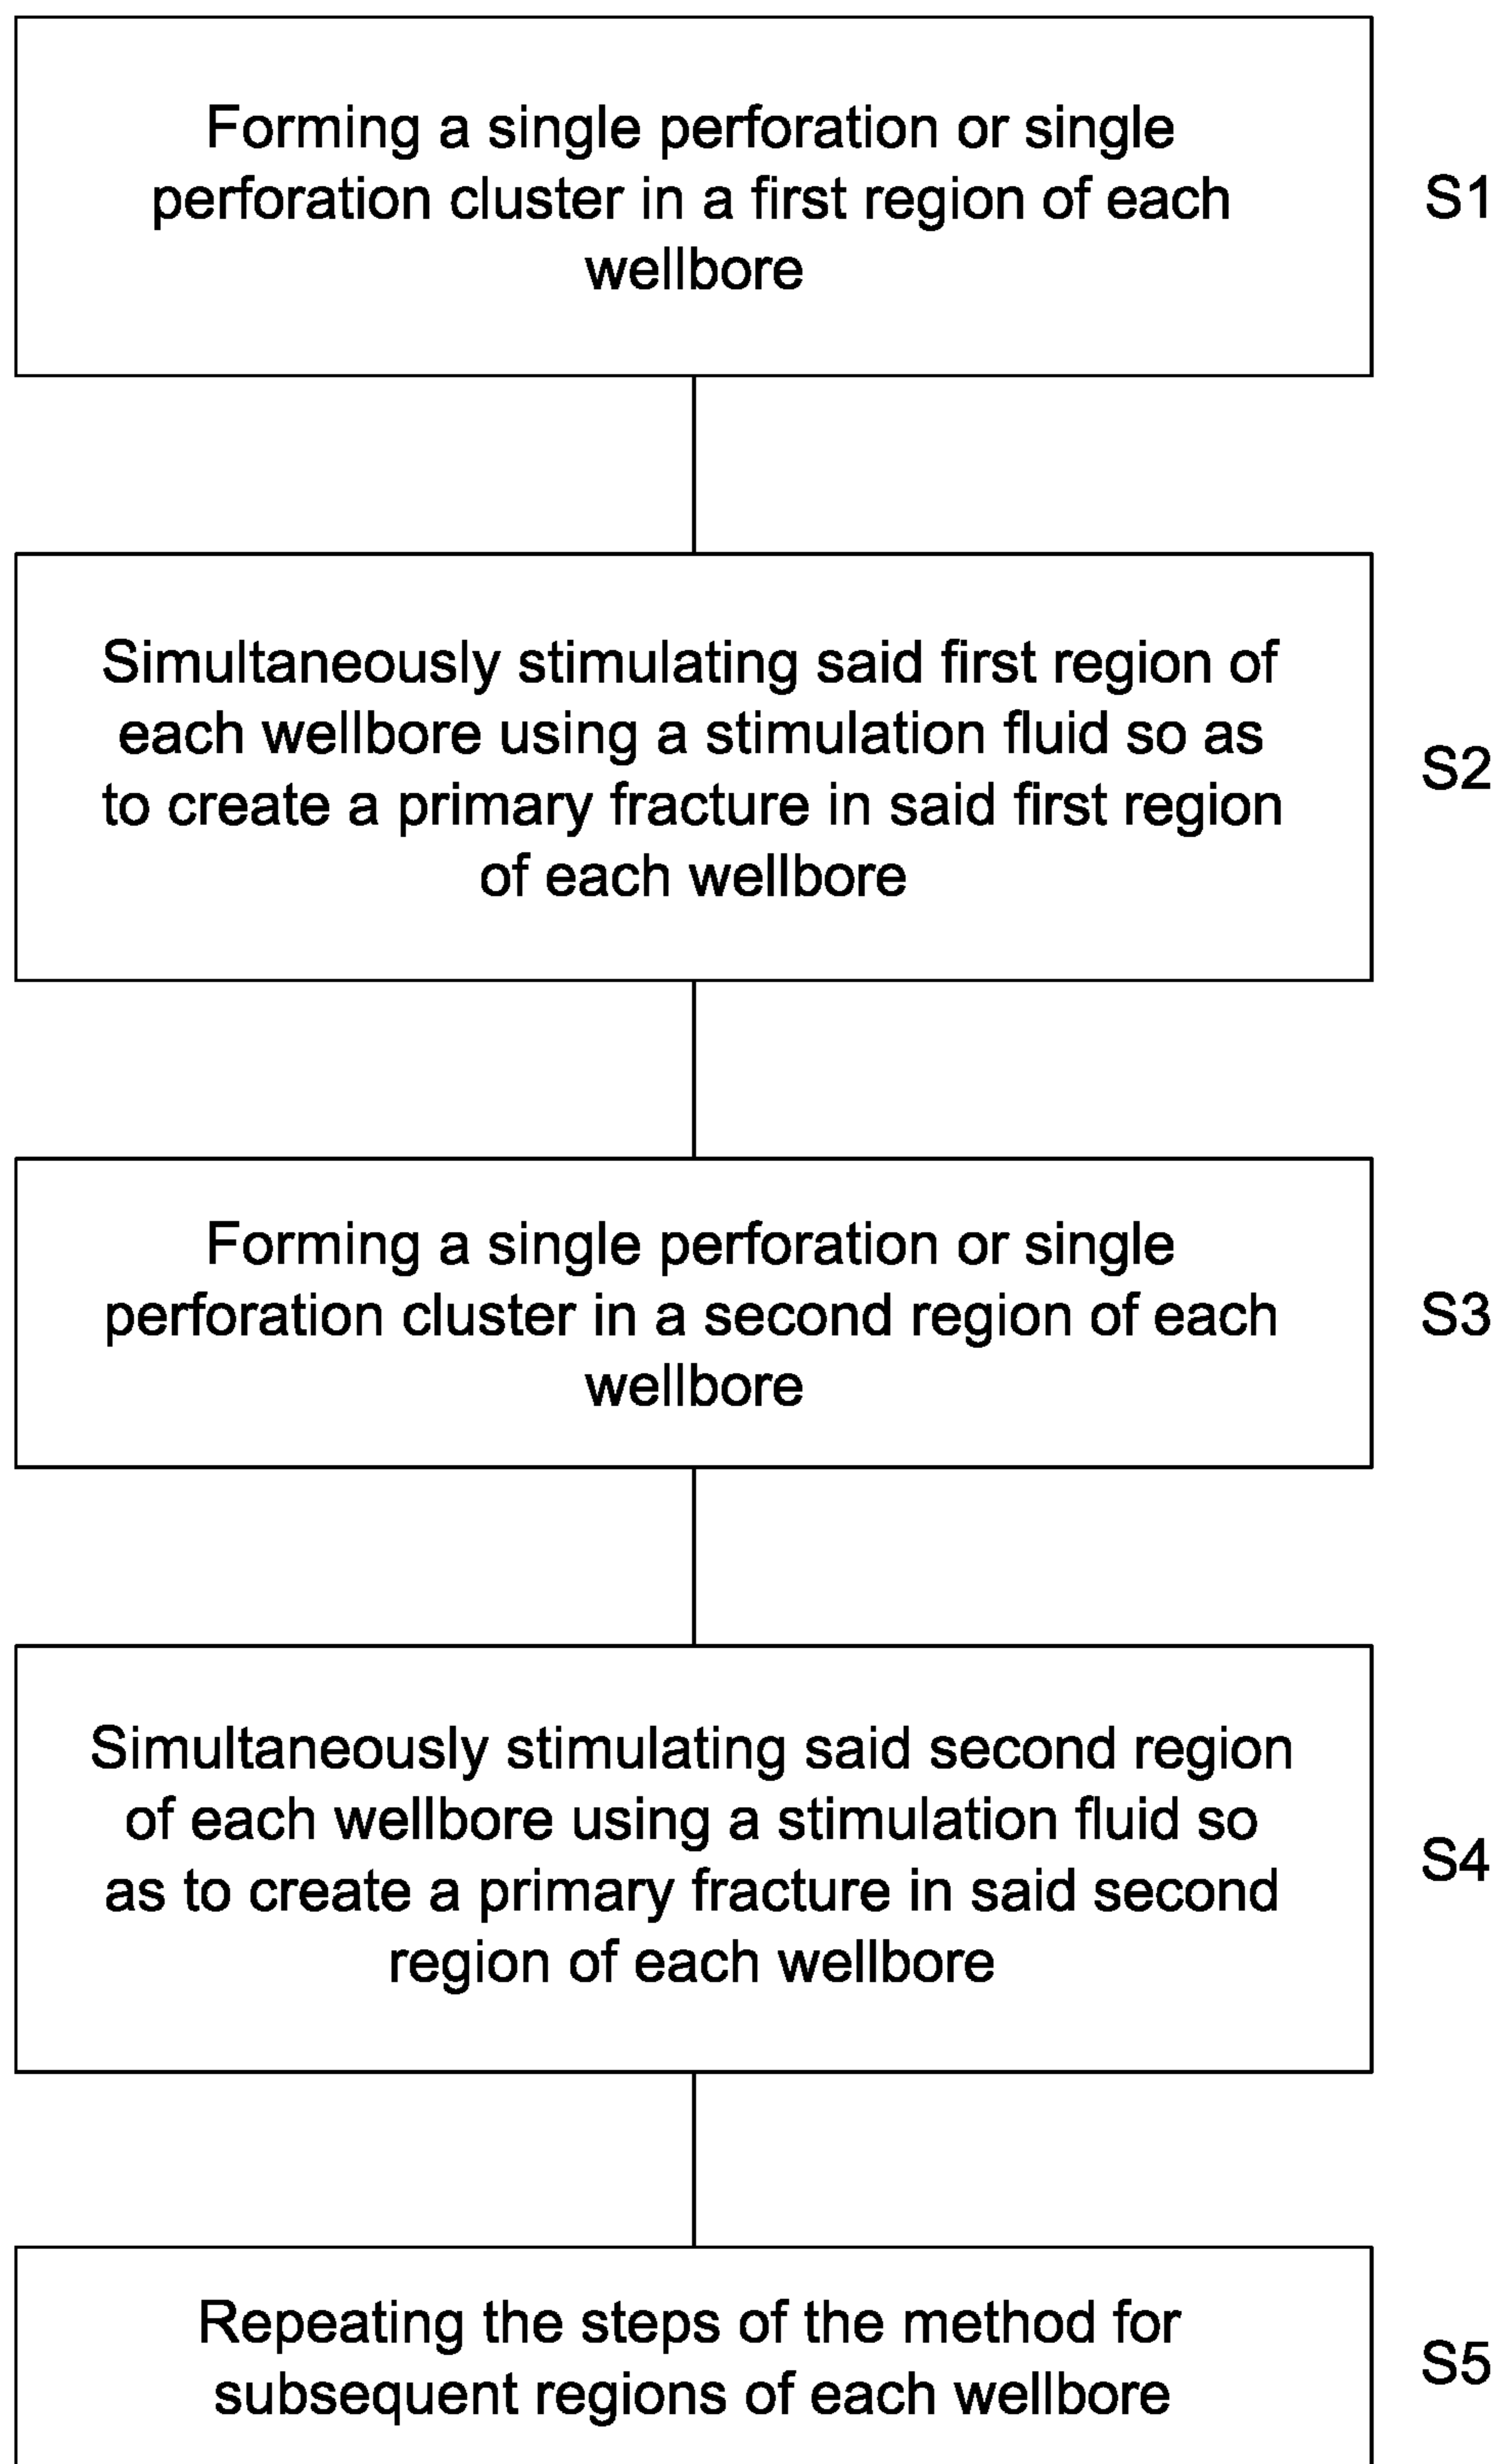 Forming a single perforation or single
perforation cluster in a first region of each
wellbore
S1
Simultaneously stimulating said first region of
each wellbore using a stimulation fluid so as
to create a primary fracture in said first region
of each wellbore
S2
Forming a single perforation or single
perforation cluster in a second region of each
wellbore
S3
Simultaneously stimulating said second region
of each wellbore using a stimulation fluid so
as to create a primary fracture in said second
region of each wellbore
S4
Repeating the steps of the method for
subsequent regions of each wellbore
S5